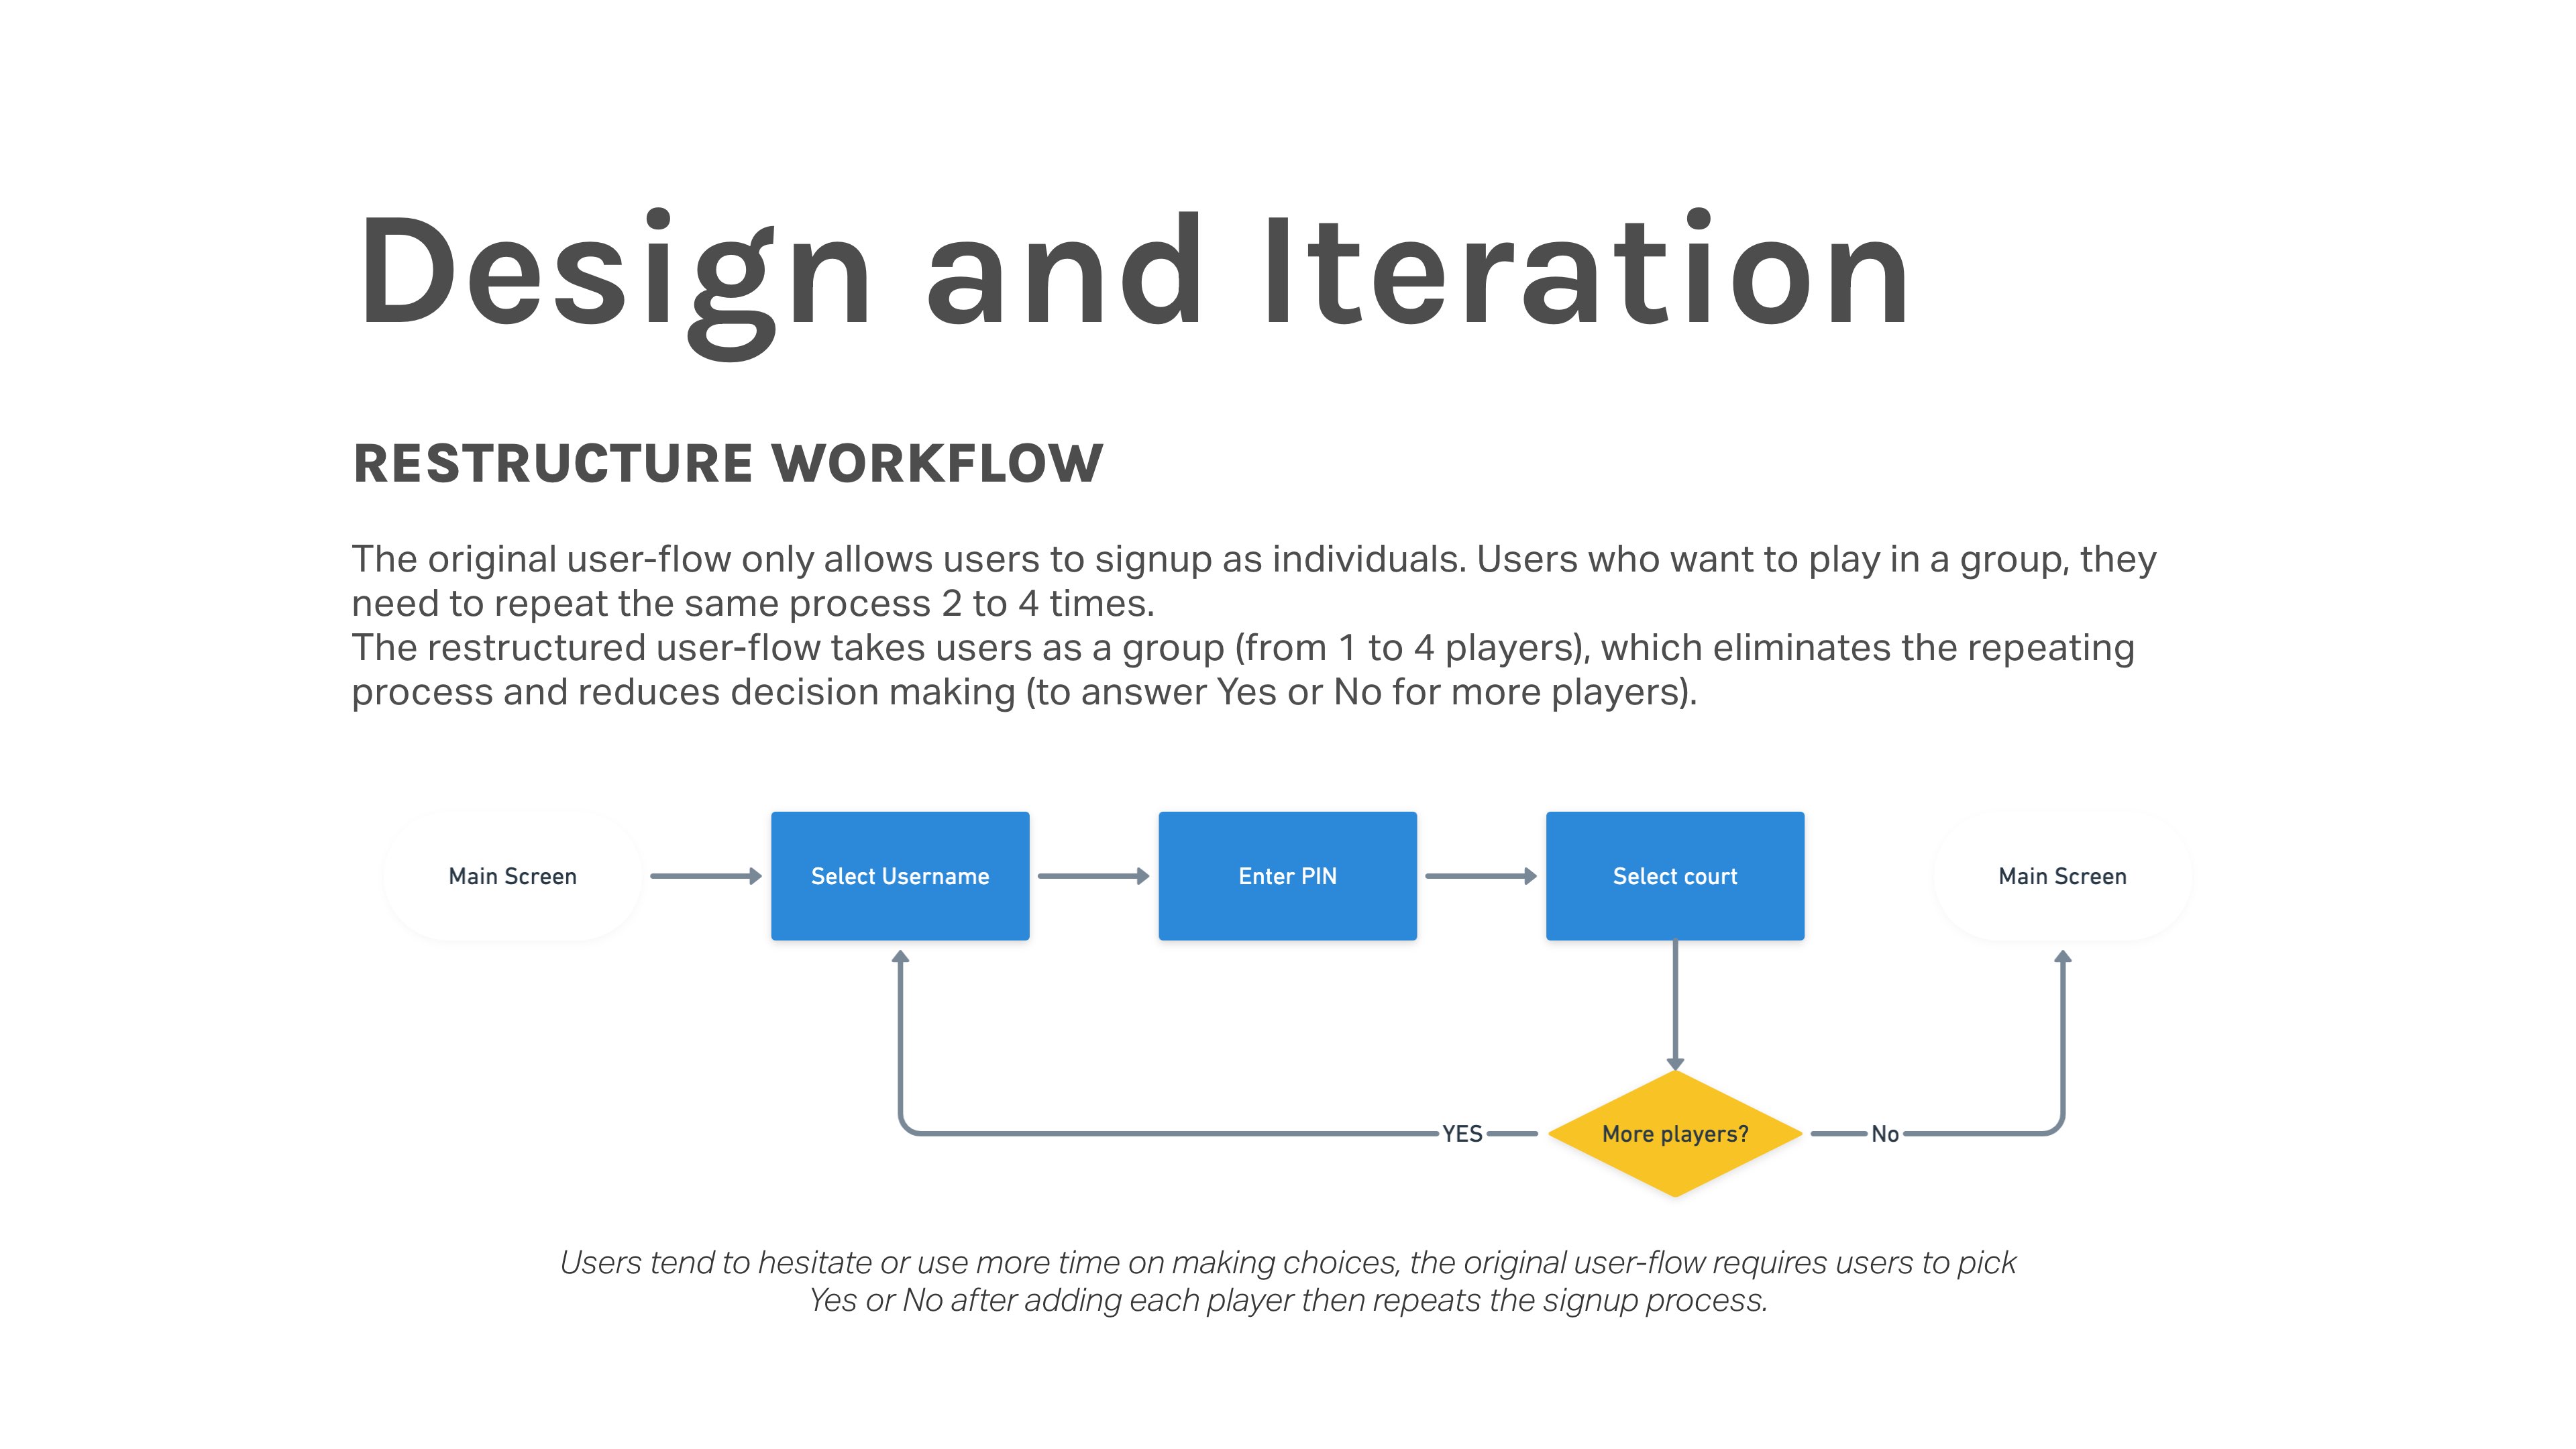 Design and Iteration
RESTRUCTURE WORKFLOW
The original user-flow only allows users to signup as individuals. Users who want to play in a group, they
need to repeat the same process 2 to 4 times.
The restructured user-flow takes users as a group (from 1 to 4 players), which eliminates the repeating
process and reduces decision making (to answer Yes or No for more players).
Main Screen
Select Username
Enter PIN
Select court
Main Screen
YES
More players?
No
Users tend to hesitate or use more time on making choices, the original user-flow requires users to pick
Yes or No after adding each player then repeats the signup process.